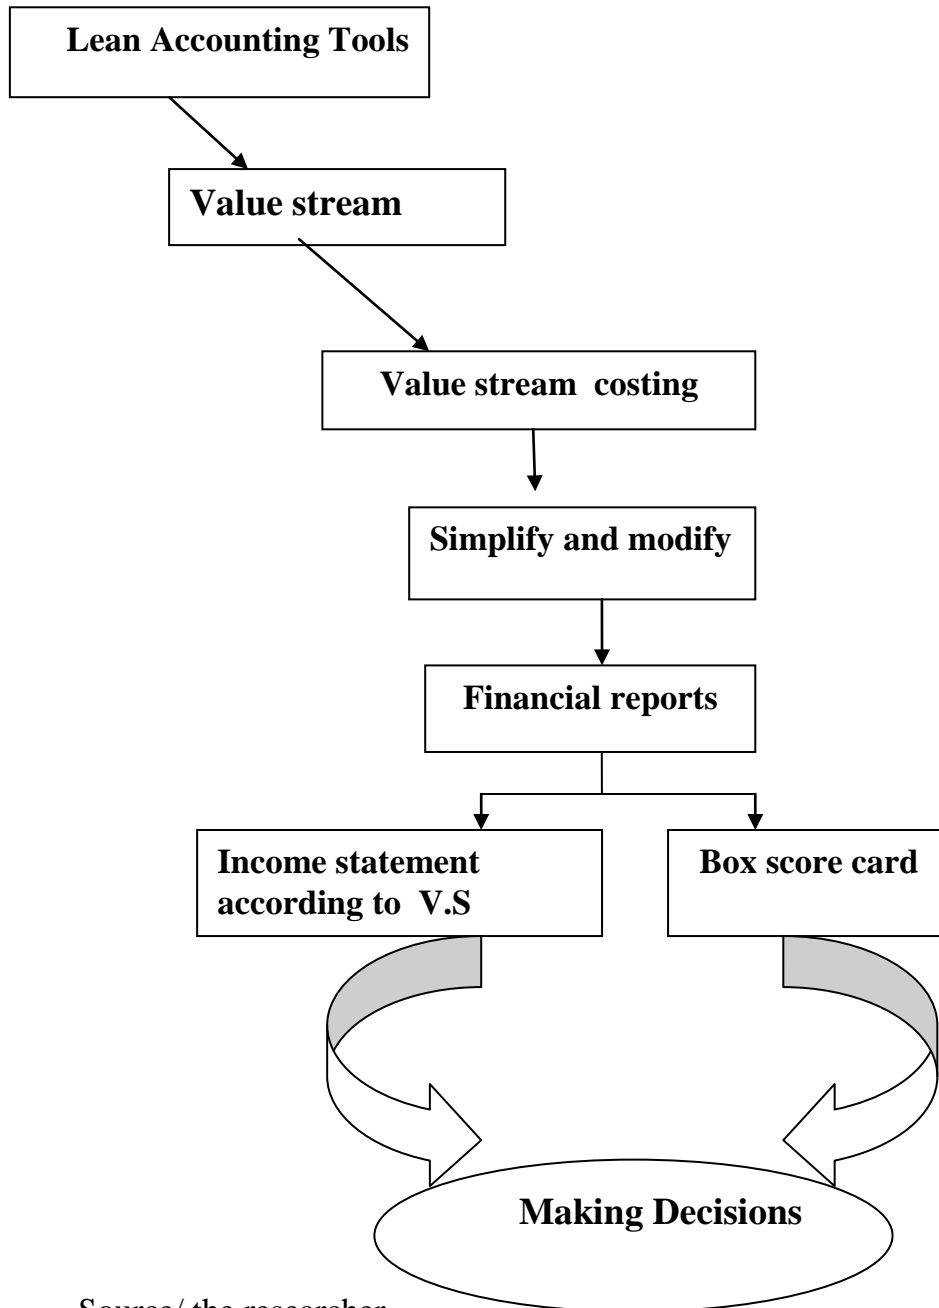 Lean Accounting Tools
Value stream
Value stream costing
Simplify and modify
Financial reports
Income statement
according to V.S
Box score card
Making Decisions
Source/ the researcher